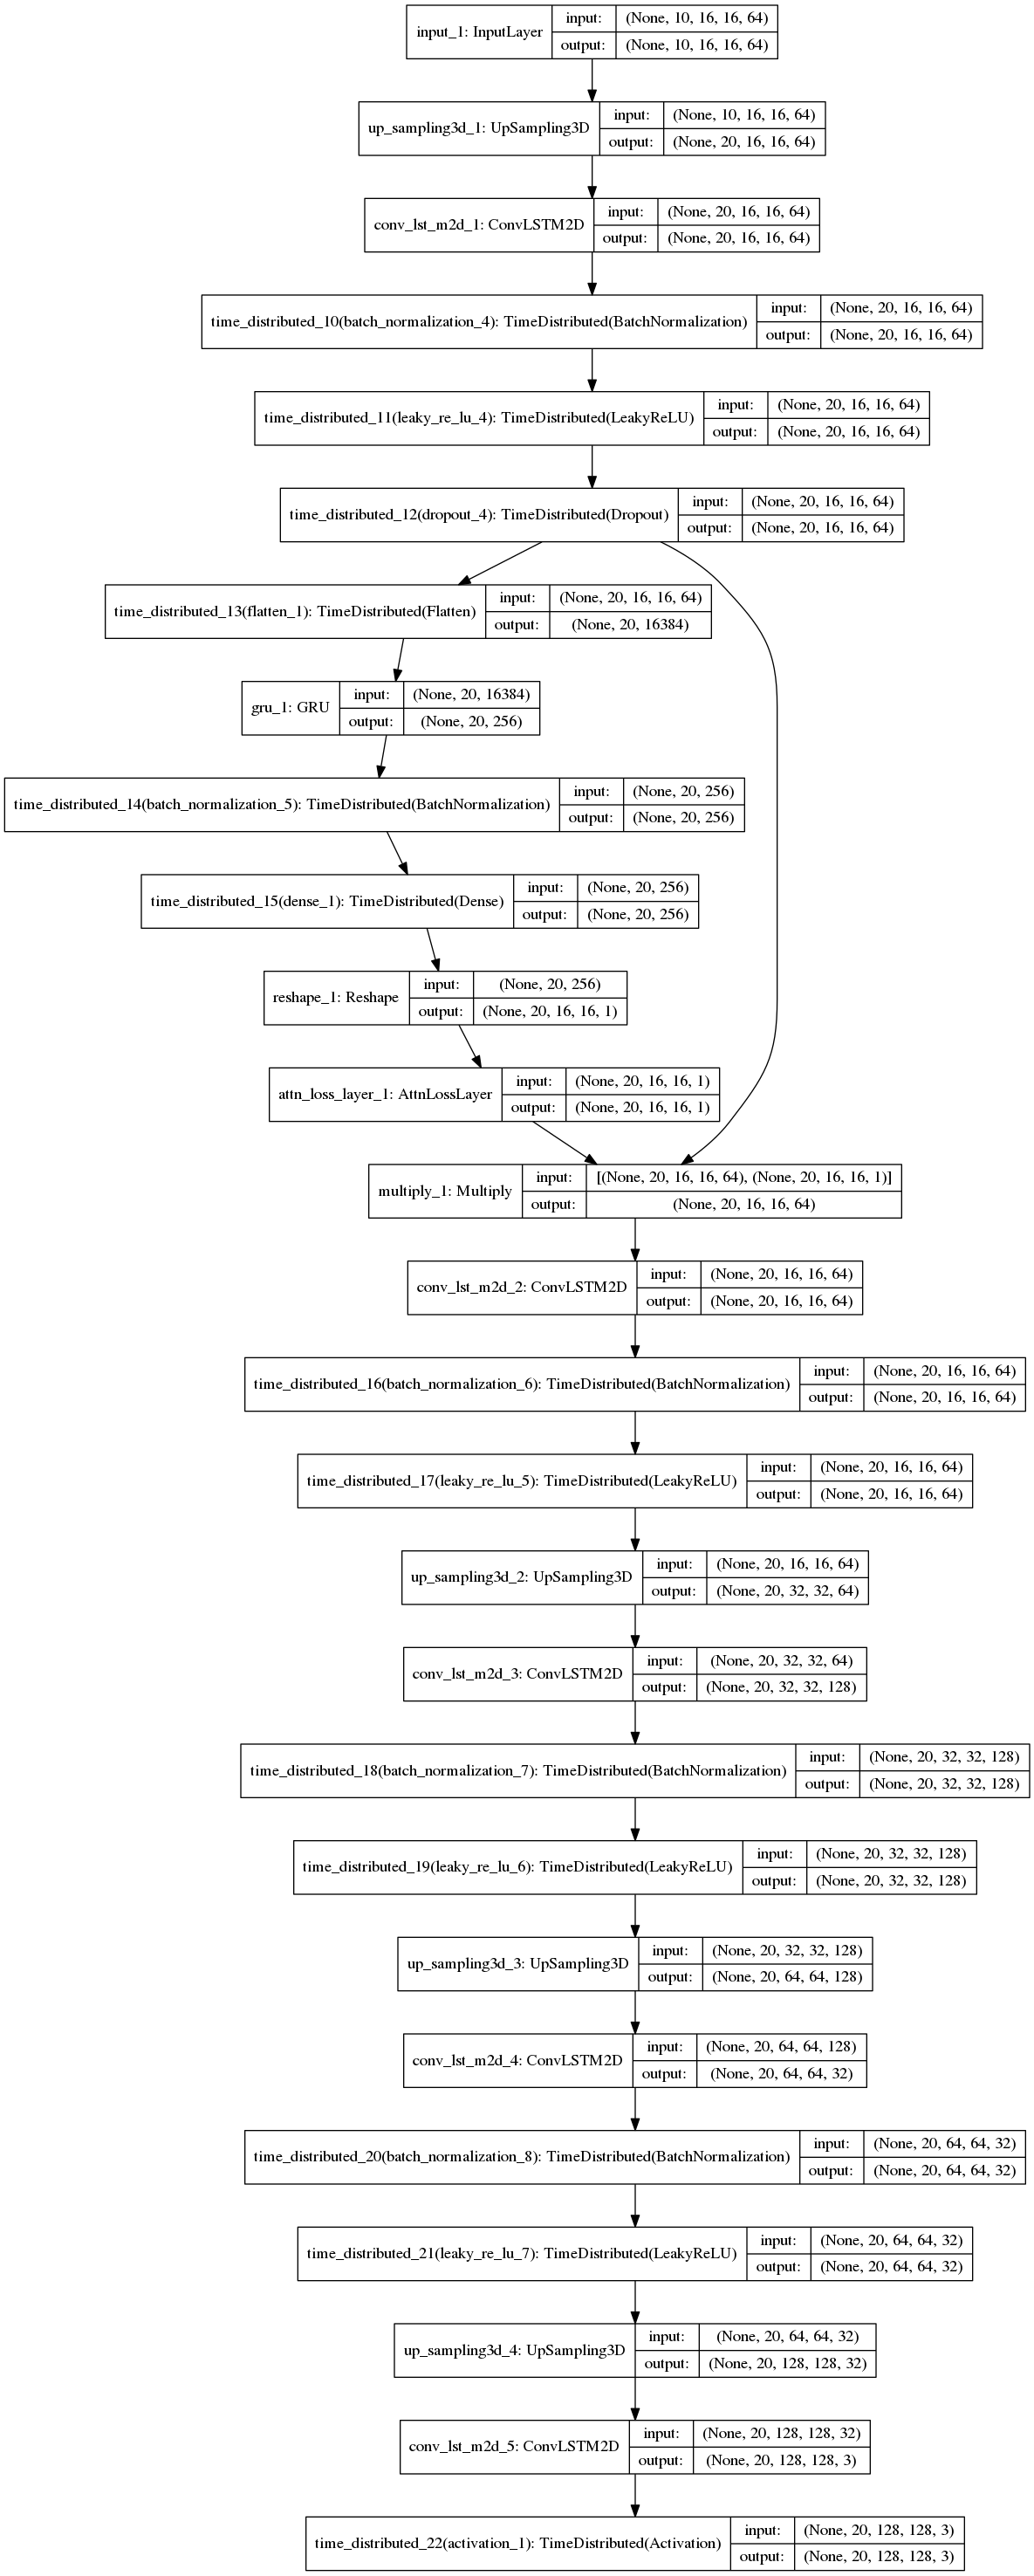 input_1: InputLayer
input: (None, 10, 16, 16, 64)
output: (None, 10, 16, 16, 64)
up_sampling3d_1: UpSampling3D
input: (None, 10, 16, 16, 64)
output: (None, 20, 16, 16, 64)
conv_lst_m2d_1: ConvLSTM2D
input: (None, 20, 16, 16, 64)
output: (None, 20, 16, 16, 64)
time_distributed_10(batch_normalization_4): TimeDistributed(BatchNormalization)
input: (None, 20, 16, 16, 64)
output: (None, 20, 16, 16, 64)
time_distributed_11(leaky_re_lu_4): TimeDistributed(LeakyReLU)
input: (None, 20, 16, 16, 64)
output: (None, 20, 16, 16, 64)
time_distributed_12(dropout_4): TimeDistributed(Dropout)
input: (None, 20, 16, 16, 64)
output: (None, 20, 16, 16, 64)
time_distributed_13(flatten_1): TimeDistributed(Flatten)
input: (None, 20, 16, 16, 64)
output: (None, 20, 16384)
gru_1: GRU
input: (None, 20, 16384)
output: (None, 20, 256)
time_distributed_14(batch_normalization_5): TimeDistributed(BatchNormalization)
input: (None, 20, 256)
output: (None, 20, 256)
time_distributed_15(dense_1): TimeDistributed(Dense)
input: (None, 20, 256)
output: (None, 20, 256)
reshape_1: Reshape
input: (None, 20, 256)
output: (None, 20, 16, 16, 1)
attn_loss_layer_1: AttnLossLayer
input: (None, 20, 16, 16, 1)
output: (None, 20, 16, 16, 1)
multiply_1: Multiply
input: [(None, 20, 16, 16, 64), (None, 20, 16, 16, 1)]
output: (None, 20, 16, 16, 64)
conv_lst_m2d_2: ConvLSTM2D
input: (None, 20, 16, 16, 64)
output: (None, 20, 16, 16, 64)
time_distributed_16(batch_normalization_6): TimeDistributed(BatchNormalization)
input: (None, 20, 16, 16, 64)
output: (None, 20, 16, 16, 64)
time_distributed_17(leaky_re_lu_5): TimeDistributed(LeakyReLU)
input: (None, 20, 16, 16, 64)
output: (None, 20, 16, 16, 64)
up_sampling3d_2: UpSampling3D
input: (None, 20, 16, 16, 64)
output: (None, 20, 32, 32, 64)
conv_lst_m2d_3: ConvLSTM2D
input: (None, 20, 32, 32, 64)
output: (None, 20, 32, 32, 128)
time_distributed_18(batch_normalization_7): TimeDistributed(BatchNormalization)
input: (None, 20, 32, 32, 128)
output: (None, 20, 32, 32, 128)
time_distributed_19(leaky_re_lu_6): TimeDistributed(LeakyReLU)
input: (None, 20, 32, 32, 128)
output: (None, 20, 32, 32, 128)
up_sampling3d_3: UpSampling3D
input: (None, 20, 32, 32, 128)
output: (None, 20, 64, 64, 128)
conv_lst_m2d_4: ConvLSTM2D
input: (None, 20, 64, 64, 128)
output: (None, 20, 64, 64, 32)
time_distributed_20(batch_normalization_8): TimeDistributed(BatchNormalization)
input: (None, 20, 64, 64, 32)
output: (None, 20, 64, 64, 32)
time_distributed_21(leaky_re_lu_7): TimeDistributed(LeakyReLU)
input: (None, 20, 64, 64, 32)
output: (None, 20, 64, 64, 32)
up_sampling3d_4: UpSampling3D
input: (None, 20, 64, 64, 32)
output: (None, 20, 128, 128, 32)
conv_lst_m2d_5: ConvLSTM2D
input: (None, 20, 128, 128, 32)
output: (None, 20, 128, 128, 3)
time_distributed_22(activation_1): TimeDistributed(Activation)
input: (None, 20, 128, 128, 3)
output: (None, 20, 128, 128, 3)